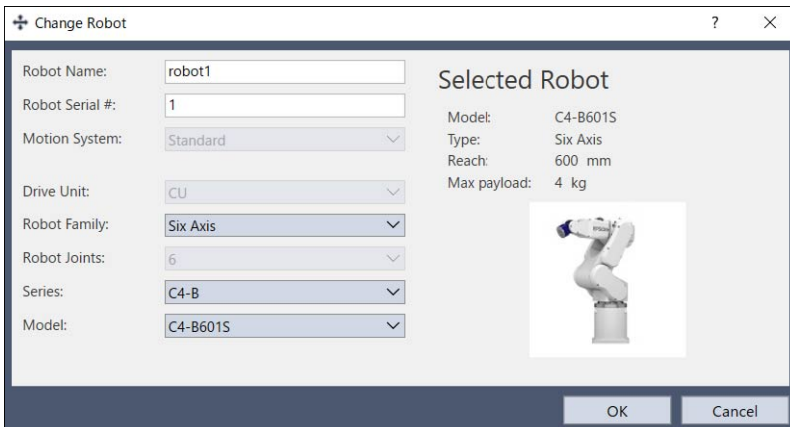 Change Robot
?
Robot Name: robot1
Robot Serial #: 1
Motion System: Standard
Drive Unit: CU
Robot Family: Six Axis
Robot Joints: 6
Series: C4-B
Model: C4-B601S
Selected Robot
Model: C4-B601S
Type: Six Axis
Reach: 600 mm
Max payload: 4 kg
EPSON
OK
Cancel